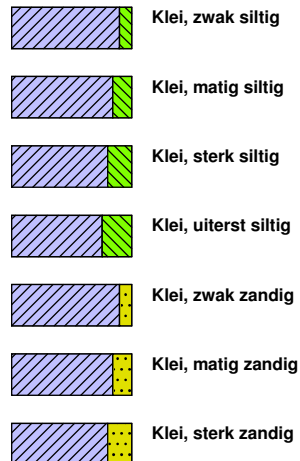 Klei, zwak siltig
Klei, matig siltig
Klei, sterk siltig
Klei, uiterst siltig
Klei, zwak zandig
Klei, matig zandig
Klei, sterk zandig